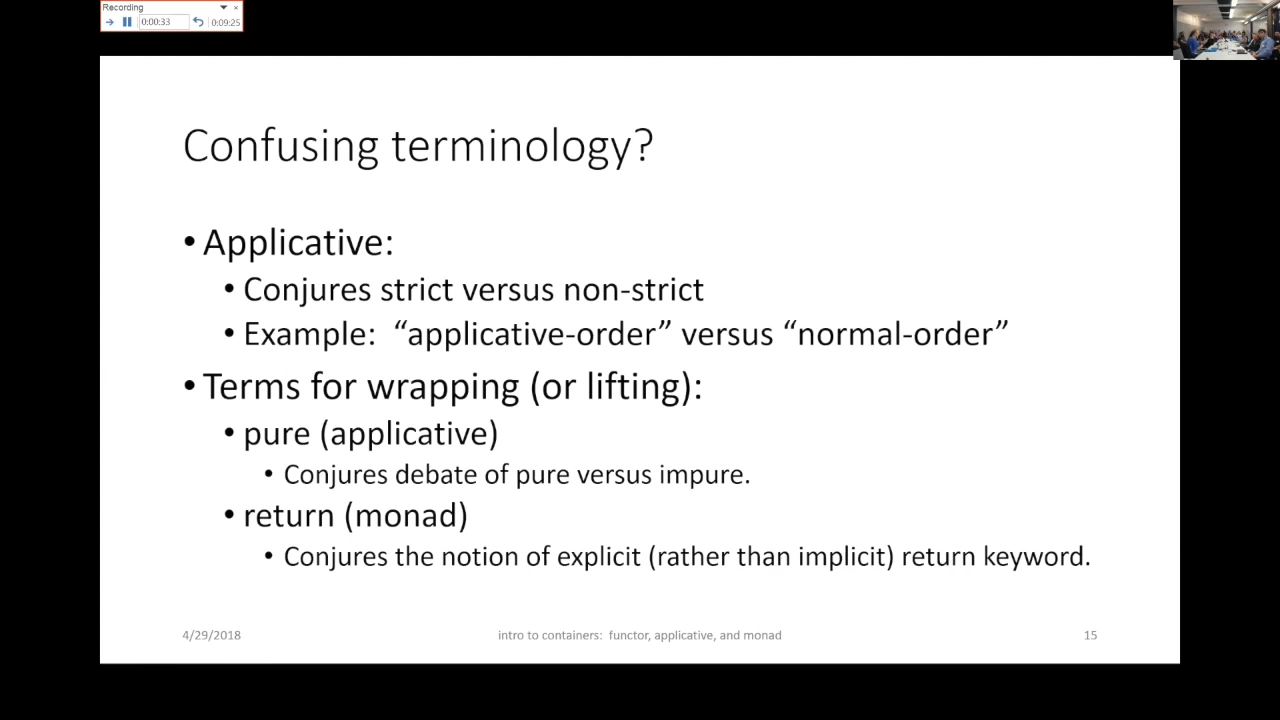 Recording
0:00:33
0:09:25
Confusing terminology?
• Applicative:
• Conjures strict versus non-strict
• Example:  “applicative-order” versus “normal-order”
• Terms for wrapping (or lifting):
• pure (applicative)
• Conjures debate of pure versus impure.
• return (monad)
• Conjures the notion of explicit (rather than implicit) return keyword.
4/29/2018
intro to containers:  functor, applicative, and monad
15